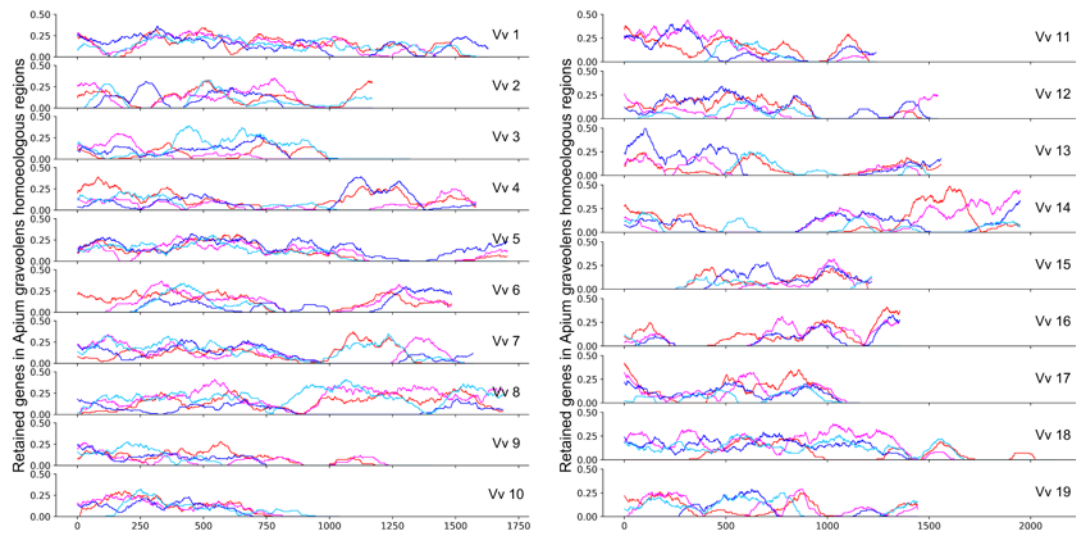 Retained genes in Apium graveolens homoeologous regions
0.50
0.25
0.00
Vv 1
0.50
0.25
0.00
Vv 2
0.50
0.25
0.00
Vv 3
0.50
0.25
0.00
Vv 4
0.50
0.25
0.00
Vv 5
0.50
0.25
0.00
Vv 6
0.50
0.25
0.00
Vv 7
0.50
0.25
0.00
Vv 8
0.50
0.25
0.00
Vv 9
0.50
0.25
0.00
Vv 10
0 250 500 750 1000 1250 1500 1750
Retained genes in Apium graveolens homoeologous regions
0.50
0.25
0.00
Vv 11
0.50
0.25
0.00
Vv 12
0.50
0.25
0.00
Vv 13
0.50
0.25
0.00
Vv 14
0.50
0.25
0.00
Vv 15
0.50
0.25
0.00
Vv 16
0.50
0.25
0.00
Vv 17
0.50
0.25
0.00
Vv 18
0.50
0.25
0.00
Vv 19
0 500 1000 1500 2000